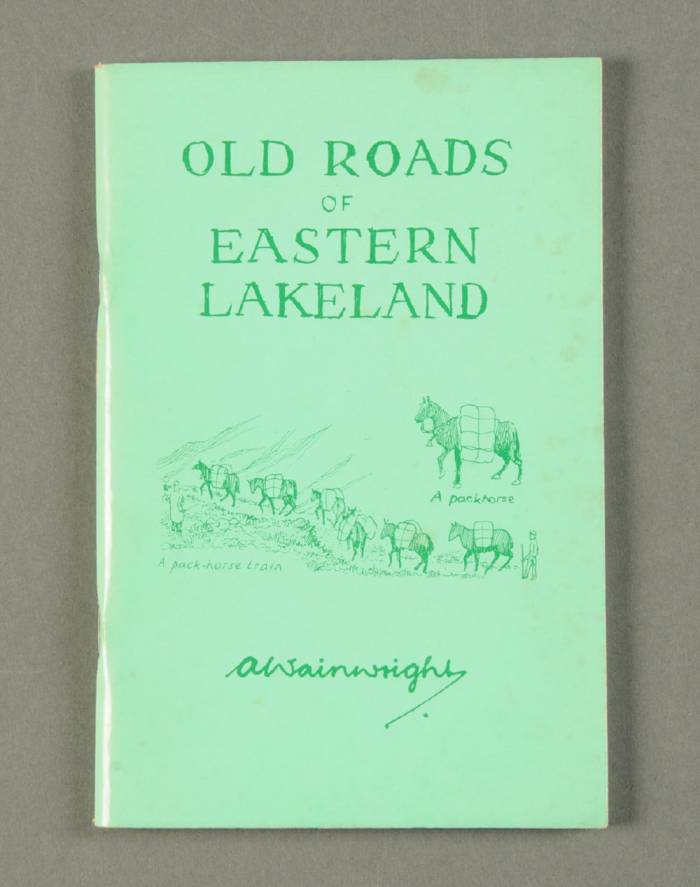 OLD ROADS
OF
EASTERN
LAKELAND
A packhorse
A pack-horse train
AWainwright